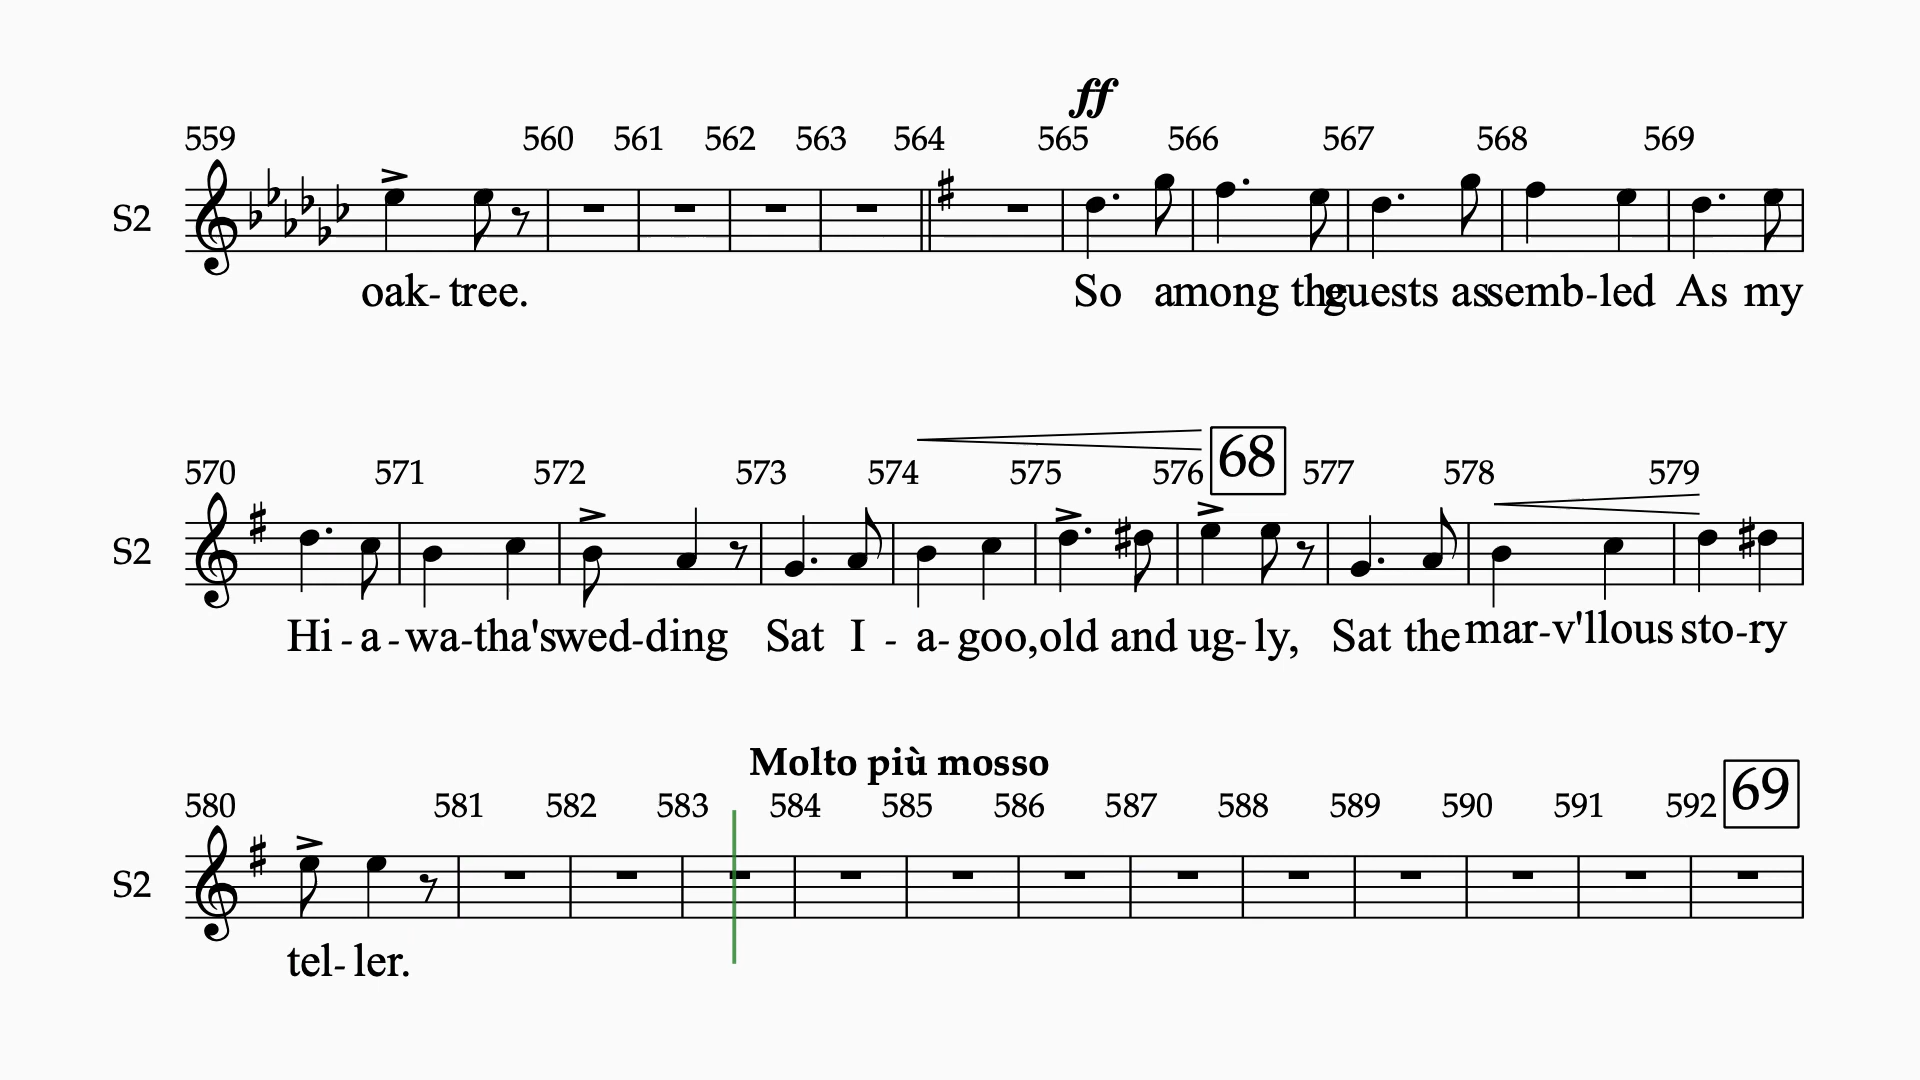 ff
559 560 561 562 563 564 565 566 567 568 569
S2
oak- tree. So among the guests assemb-led As my
68
570 571 572 573 574 575 576 577 578 579
S2
Hi - a - wa-tha's wed-ding Sat I - a- goo, old and ug- ly, Sat the mar-v'llous sto-ry
Molto più mosso
69
580 581 582 583 584 585 586 587 588 589 590 591 592
S2
tel- ler.